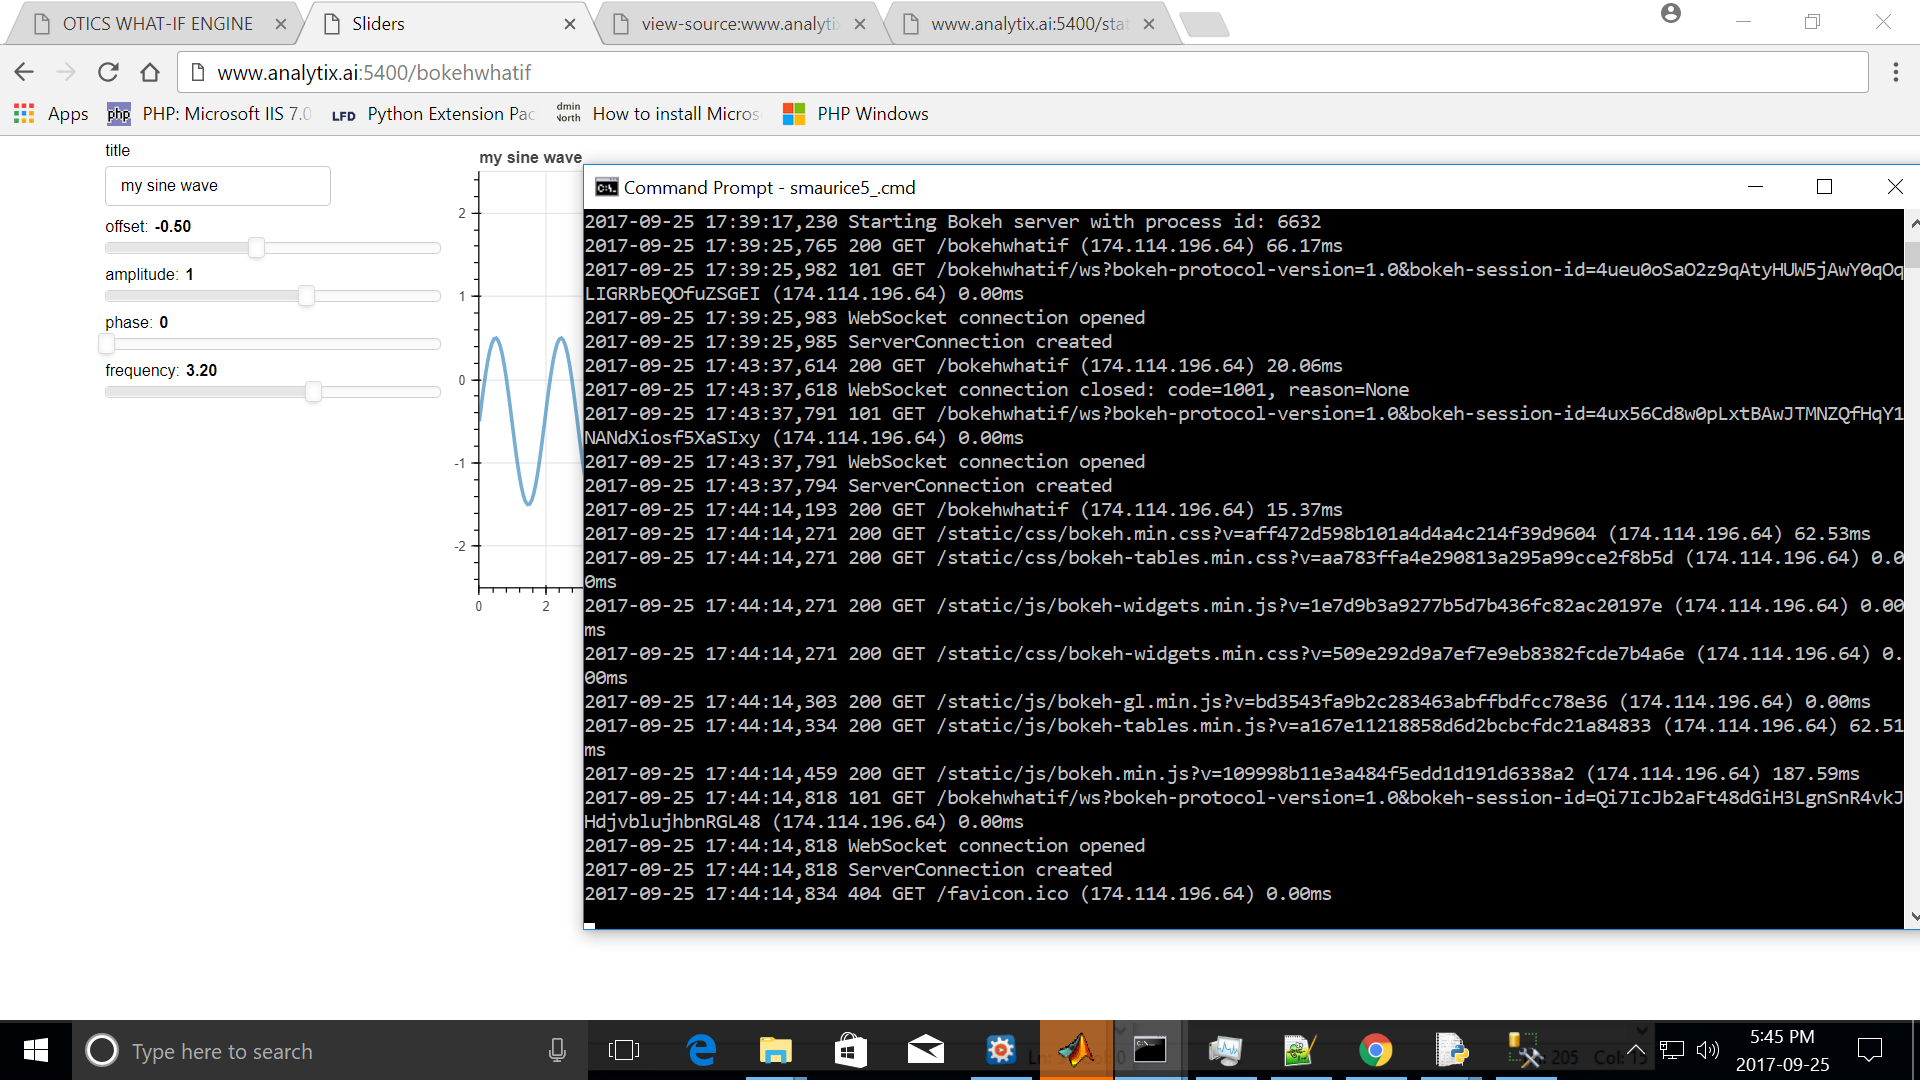 OTICS WHAT-IF ENGINE
Sliders
view-source:www.analyti
www.analytix.ai:5400/stat
www.analytix.ai:5400/bokehwhatif
Apps
php PHP: Microsoft IIS 7.0
LFD Python Extension Pac
dmin North How to install Micros
PHP Windows
title
my sine wave
offset: -0.50
amplitude: 1
phase: 0
frequency: 3.20
my sine wave
2
1
0
-1
-2
0 2
Command Prompt - smaurice5_.cmd
2017-09-25 17:39:17,230 Starting Bokeh server with process id: 6632
2017-09-25 17:39:25,765 200 GET /bokehwhatif (174.114.196.64) 66.17ms
2017-09-25 17:39:25,982 101 GET /bokehwhatif/ws?bokeh-protocol-version=1.0&bokeh-session-id=4ueu0oSaO2z9qAtyHUW5jAwY0qOq
LIGRRbEQOfuZSGEI (174.114.196.64) 0.00ms
2017-09-25 17:39:25,983 WebSocket connection opened
2017-09-25 17:39:25,985 ServerConnection created
2017-09-25 17:43:37,614 200 GET /bokehwhatif (174.114.196.64) 20.06ms
2017-09-25 17:43:37,618 WebSocket connection closed: code=1001, reason=None
2017-09-25 17:43:37,791 101 GET /bokehwhatif/ws?bokeh-protocol-version=1.0&bokeh-session-id=4ux56Cd8w0pLxtBAwJTMNZQfHqY1
NANdXiosf5XaSIxy (174.114.196.64) 0.00ms
2017-09-25 17:43:37,791 WebSocket connection opened
2017-09-25 17:43:37,794 ServerConnection created
2017-09-25 17:44:14,193 200 GET /bokehwhatif (174.114.196.64) 15.37ms
2017-09-25 17:44:14,271 200 GET /static/css/bokeh.min.css?v=aff472d598b101a4d4a4c214f39d9604 (174.114.196.64) 62.53ms
2017-09-25 17:44:14,271 200 GET /static/css/bokeh-tables.min.css?v=aa783ffa4e290813a295a99cce2f8b5d (174.114.196.64) 0.0
0ms
2017-09-25 17:44:14,271 200 GET /static/js/bokeh-widgets.min.js?v=1e7d9b3a9277b5d7b436fc82ac20197e (174.114.196.64) 0.00
ms
2017-09-25 17:44:14,271 200 GET /static/css/bokeh-widgets.min.css?v=509e292d9a7ef7e9eb8382fcde7b4a6e (174.114.196.64) 0.
00ms
2017-09-25 17:44:14,303 200 GET /static/js/bokeh-gl.min.js?v=bd3543fa9b2c283463abffbdfcc78e36 (174.114.196.64) 0.00ms
2017-09-25 17:44:14,334 200 GET /static/js/bokeh-tables.min.js?v=a167e11218858d6d2bcbcfdc21a84833 (174.114.196.64) 62.51
ms
2017-09-25 17:44:14,459 200 GET /static/js/bokeh.min.js?v=109998b11e3a484f5edd1d191d6338a2 (174.114.196.64) 187.59ms
2017-09-25 17:44:14,818 101 GET /bokehwhatif/ws?bokeh-protocol-version=1.0&bokeh-session-id=Qi7IcJb2aFt48dGiH3LgnSnR4vkJ
HdjvblujhbnRGL48 (174.114.196.64) 0.00ms
2017-09-25 17:44:14,818 WebSocket connection opened
2017-09-25 17:44:14,818 ServerConnection created
2017-09-25 17:44:14,834 404 GET /favicon.ico (174.114.196.64) 0.00ms
Type here to search
205 Col: 15
5:45 PM
2017-09-25